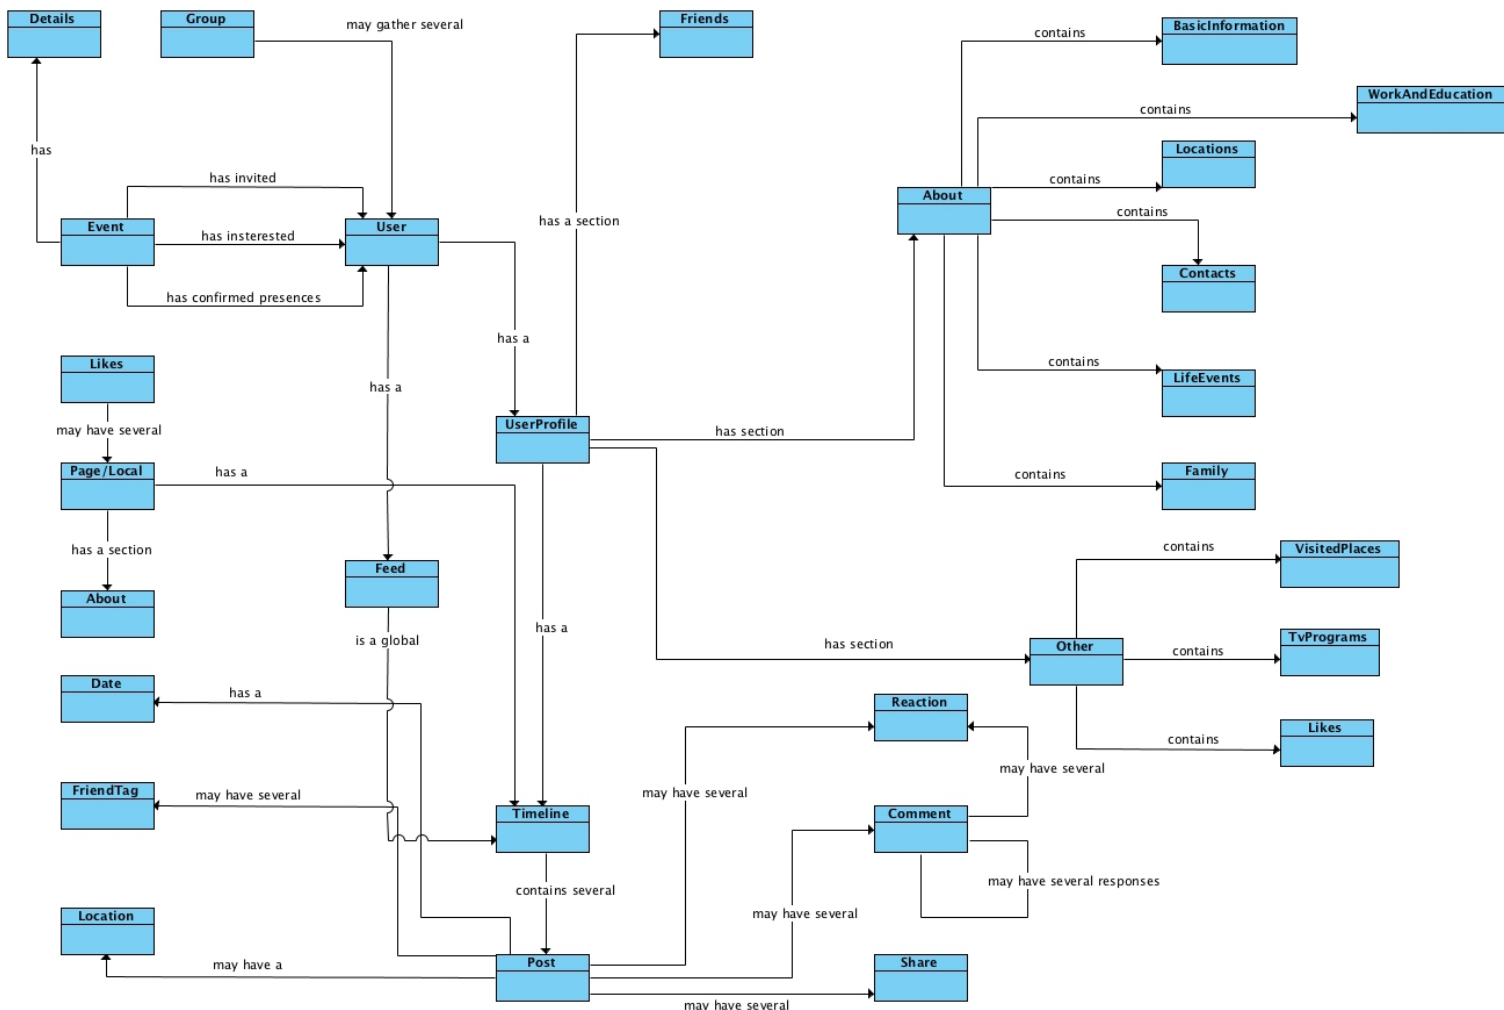 Details
Group
may gather several
Friends
BasicInformation
contains
WorkAndEducation
contains
Locations
has
contains
has invited
About
contains
Event
has insterested
User
has a section
Contacts
has confirmed presences
has a
Likes
contains
LifeEvents
has a
may have several
UserProfile
has section
Page/Local
has a
Family
contains
has a section
contains
VisitedPlaces
Feed
About
has a
is a global
has section
Other
TvPrograms
contains
Date
has a
Reaction
Likes
contains
may have several
FriendTag
may have several
may have several
Timeline
Comment
contains several
may have several responses
Location
may have several
may have a
Post
Share
may have several